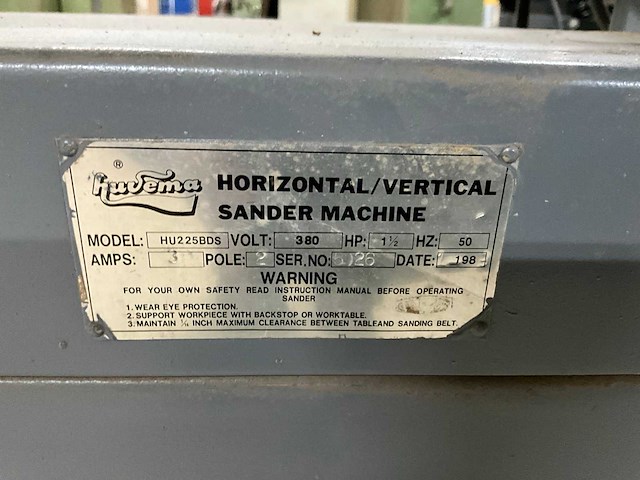 ®
Huvema
HORIZONTAL/VERTICAL
SANDER MACHINE
MODEL: HU225BDS VOLT: 380 HP: 1½ HZ: 50
AMPS: 3 POLE: 2 SER.NO: DATE: 198
WARNING
FOR YOUR OWN SAFETY READ INSTRUCTION MANUAL BEFORE OPERATING
SANDER
1. WEAR EYE PROTECTION.
2. SUPPORT WORKPIECE WITH BACKSTOP OR WORKTABLE.
3. MAINTAIN INCH MAXIMUM CLEARANCE BETWEEN TABLEAND SANDING BELT.